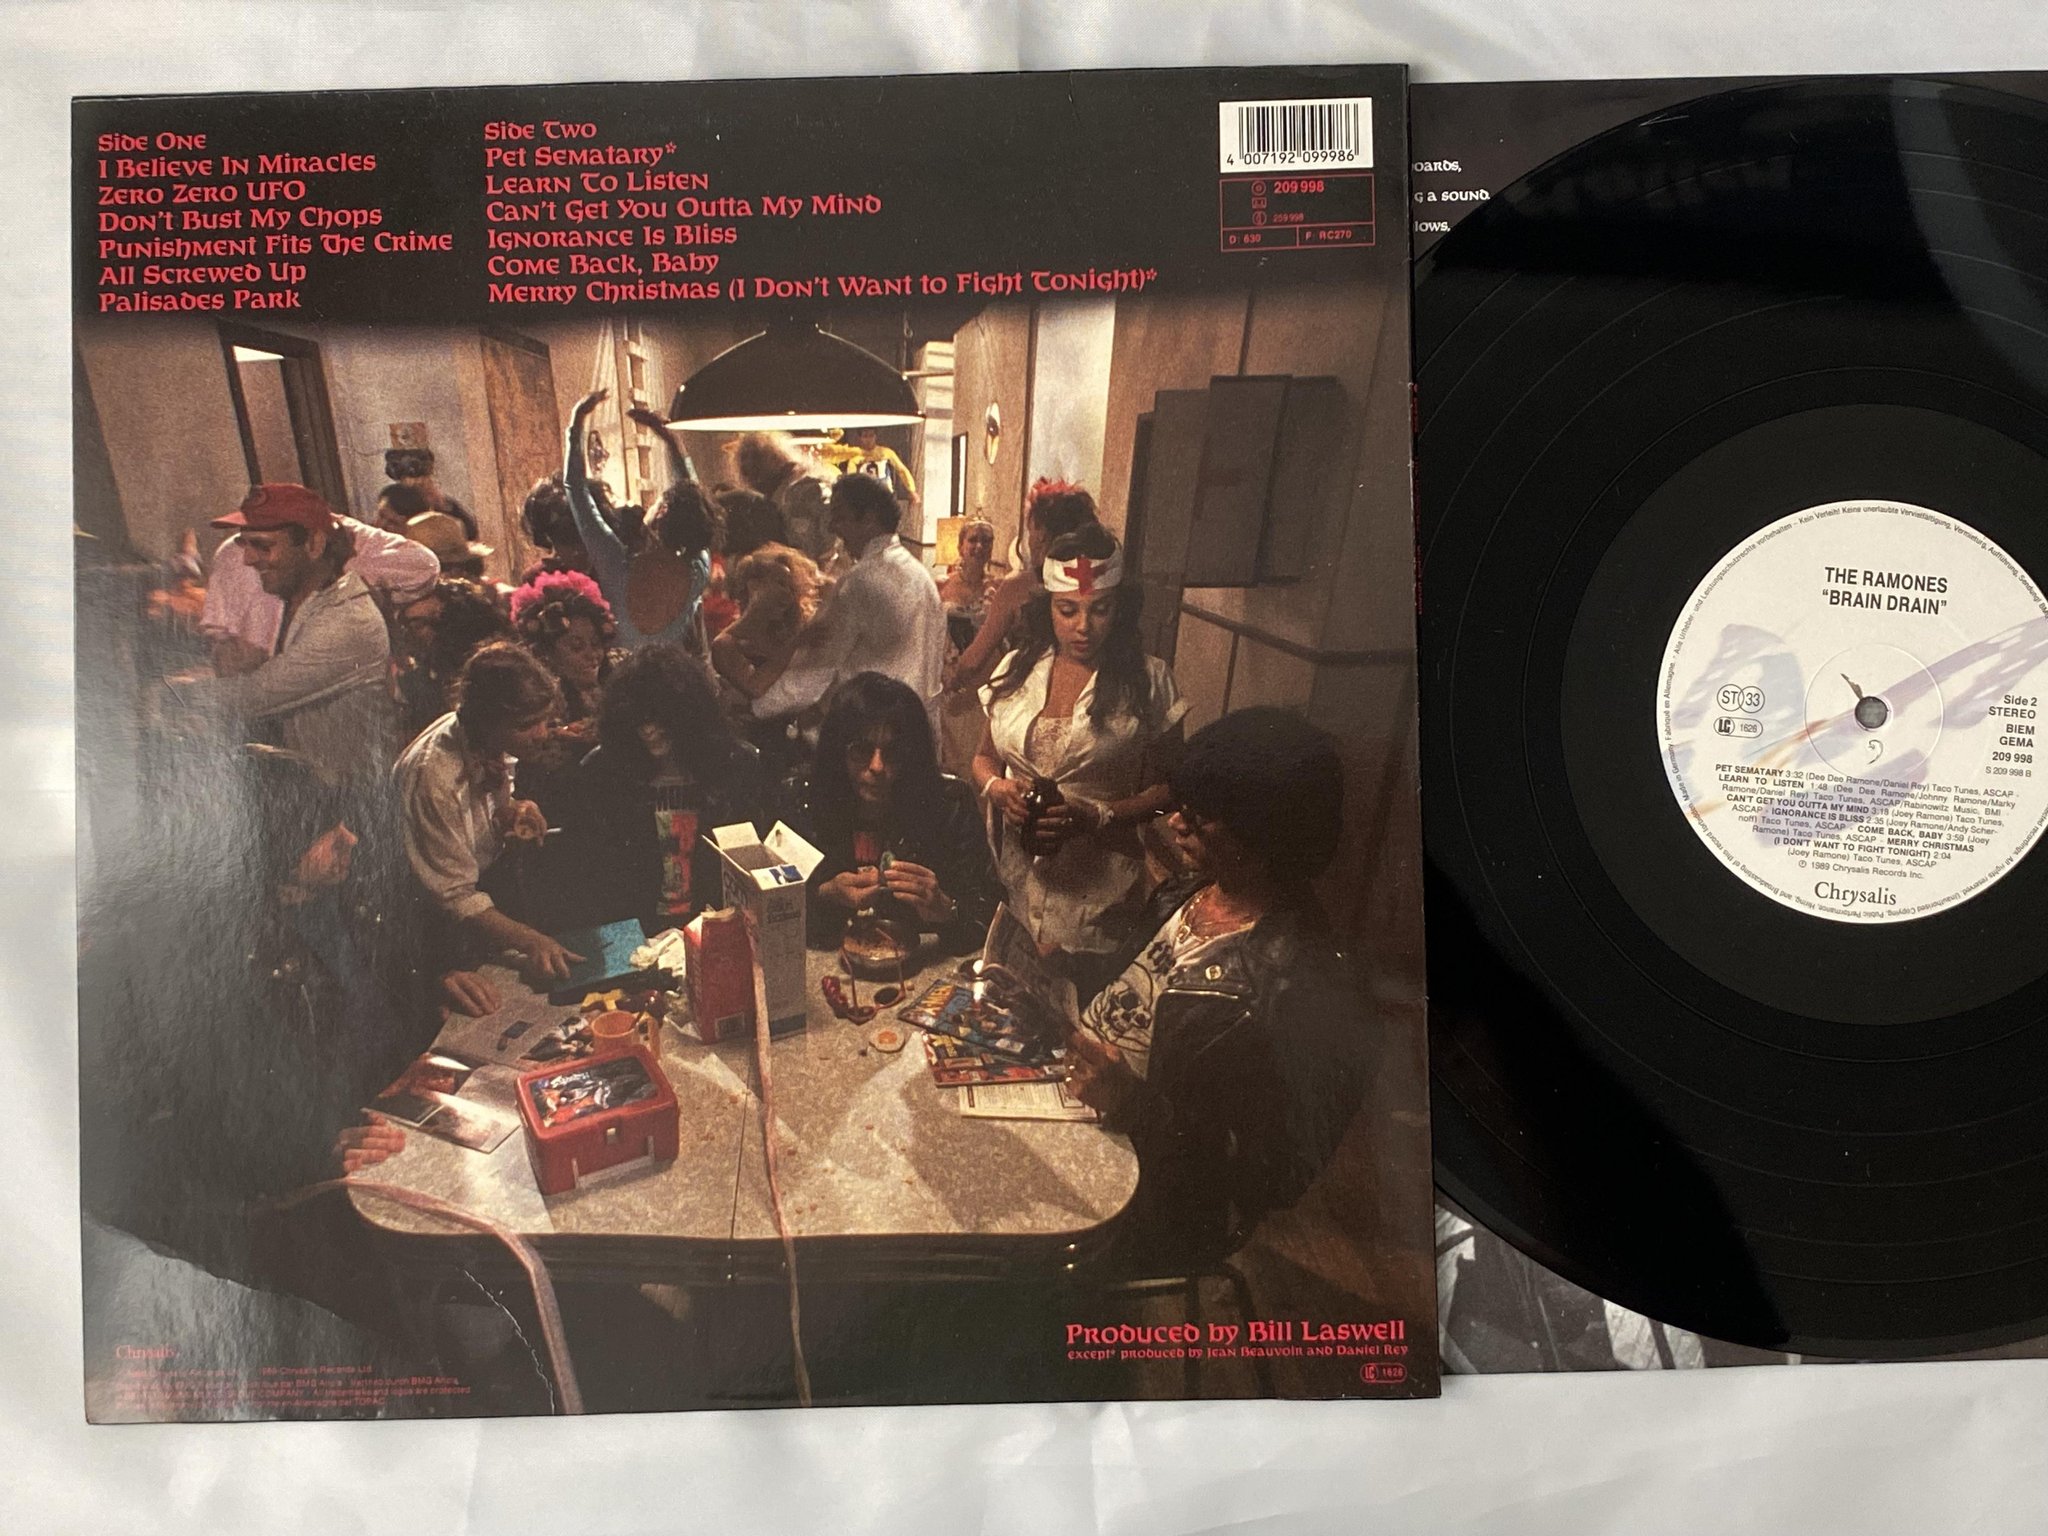 Side One
I Believe In Miracles
Zero Zero UFO
Don't Bust My Chops
Punishment Fits The Crime
All Screwed Up
Palisades Park
Side Two
Pet Sematary*
Learn To Listen
Can't Get You Outta My Mind
Ignorance Is Bliss
Come Back, Baby
Merry Christmas (I Don't Want to Fight Tonight)*
4 007192 099986
209 998
259 998
D: 630
F: RC270
Produced by Bill Laswell
except* produced by Jean Beauvoir and Daniel Rey
LC 1626
Chrysalis
oards,
g a sound
lows,
THE RAMONES
"BRAIN DRAIN"
ST 33
LC 1626
Side 2
STEREO
BIEM
GEMA
209 998
S 209 998 B
PET SEMATARY 3:32 (Dee Dee Ramone/Daniel Rey) Taco Tunes, ASCAP -
LEARN TO LISTEN 1:48 (Dee Dee Ramone/Johnny Ramone/Marky
Ramone/Daniel Rey) Taco Tunes, ASCAP/Rabinowitz Music, BMI -
CAN'T GET YOU OUTTA MY MIND 3:18 (Joey Ramone) Taco Tunes,
ASCAP - IGNORANCE IS BLISS 2:35 (Joey Ramone/Andy Scher-
noff) Taco Tunes, ASCAP - COME BACK, BABY 3:59 (Joey
Ramone) Taco Tunes, ASCAP - MERRY CHRISTMAS
(I DON'T WANT TO FIGHT TONIGHT) 2:04
(Joey Ramone) Taco Tunes, ASCAP
℗ 1989 Chrysalis Records Inc.
Chrysalis